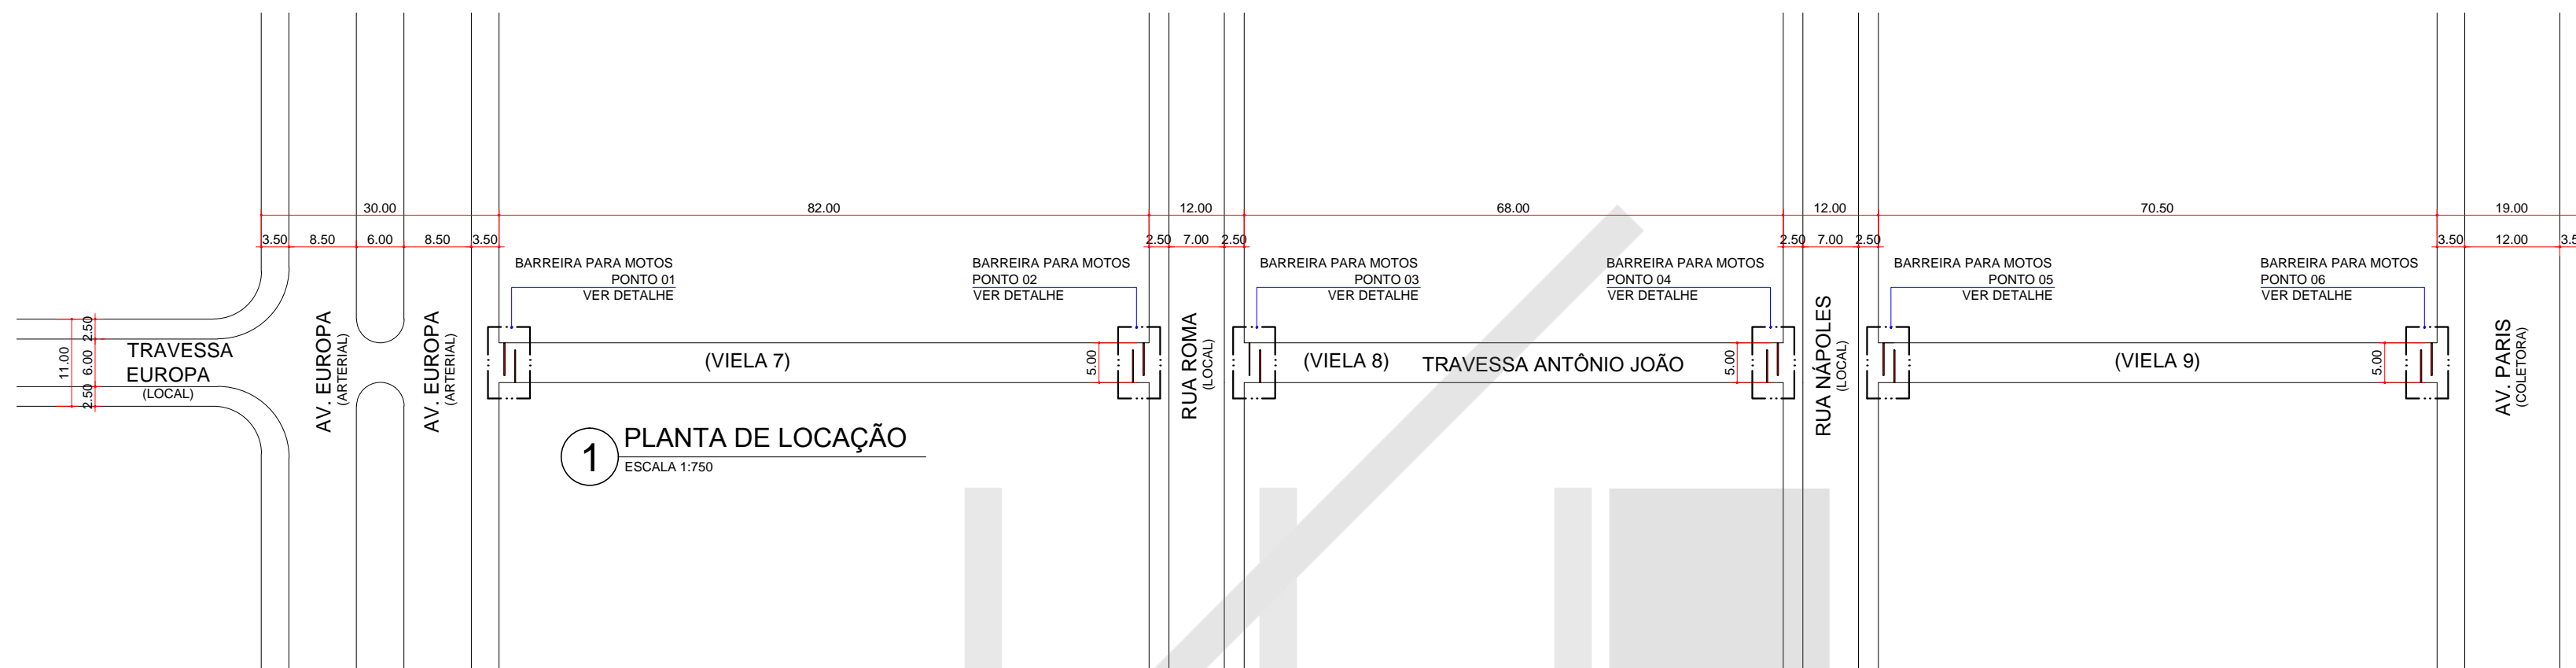 30.00
82.00
12.00
68.00
12.00
70.50
19.00
3.50
8.50
6.00
8.50
3.50
2.50
7.00
2.50
2.50
7.00
2.50
3.50
12.00
BARREIRA PARA MOTOS
PONTO 01
VER DETALHE
BARREIRA PARA MOTOS
PONTO 02
VER DETALHE
BARREIRA PARA MOTOS
PONTO 03
VER DETALHE
BARREIRA PARA MOTOS
PONTO 04
VER DETALHE
BARREIRA PARA MOTOS
PONTO 05
VER DETALHE
BARREIRA PARA MOTOS
PONTO 06
VER DETALHE
11.00
2.50
6.00
2.50
TRAVESSA
EUROPA
(LOCAL)
AV. EUROPA
(ARTERIAL)
AV. EUROPA
(ARTERIAL)
(VIELA 7)
5.00
RUA ROMA
(LOCAL)
(VIELA 8)
TRAVESSA ANTÔNIO JOÃO
5.00
RUA NÁPOLES
(LOCAL)
(VIELA 9)
5.00
AV. PARIS
(COLETORA)
1
PLANTA DE LOCAÇÃO
ESCALA 1:750